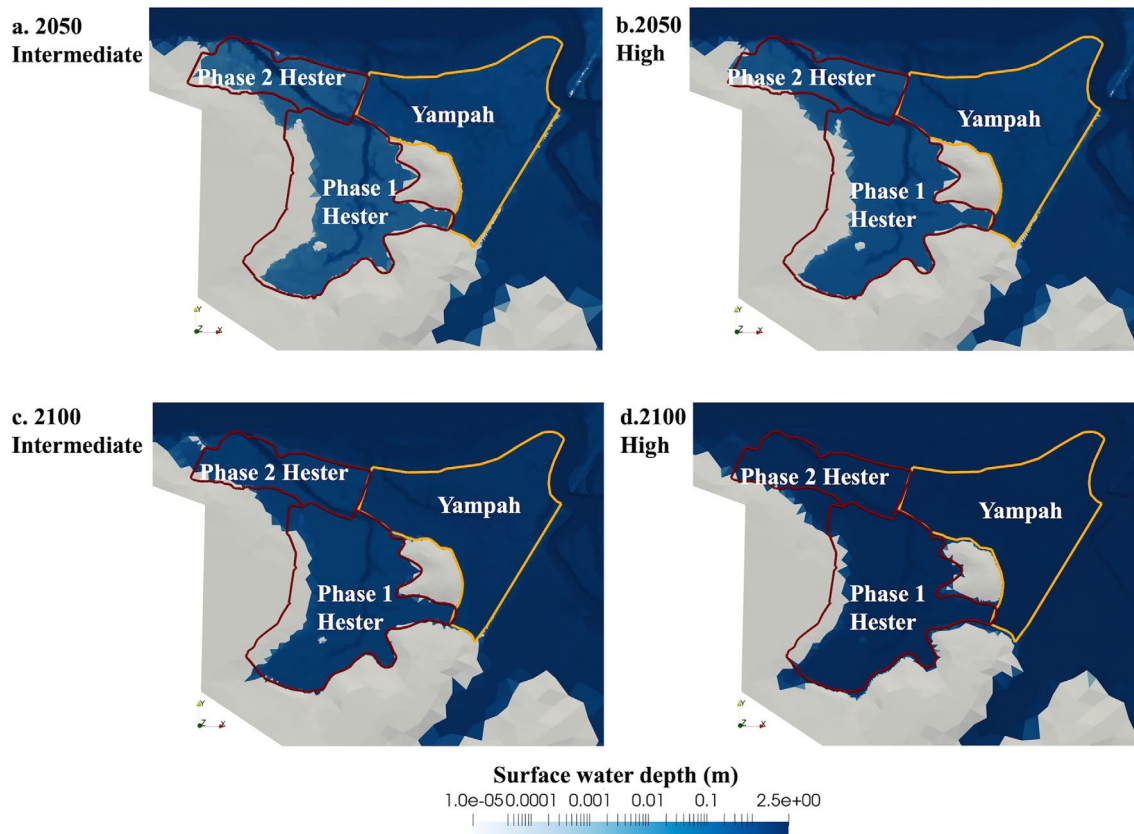 a. 2050
Intermediate
Phase 2 Hester
Yampah
Phase 1
Hester
Y
Z
X
b.2050
High
Phase 2 Hester
Yampah
Phase 1
Hester
Y
Z
X
c. 2100
Intermediate
Phase 2 Hester
Yampah
Phase 1
Hester
Y
Z
X
d.2100
High
Phase 2 Hester
Yampah
Phase 1
Hester
Y
Z
X
Surface water depth (m)
1.0e-05 0.0001 0.001 0.01 0.1 2.5e+00